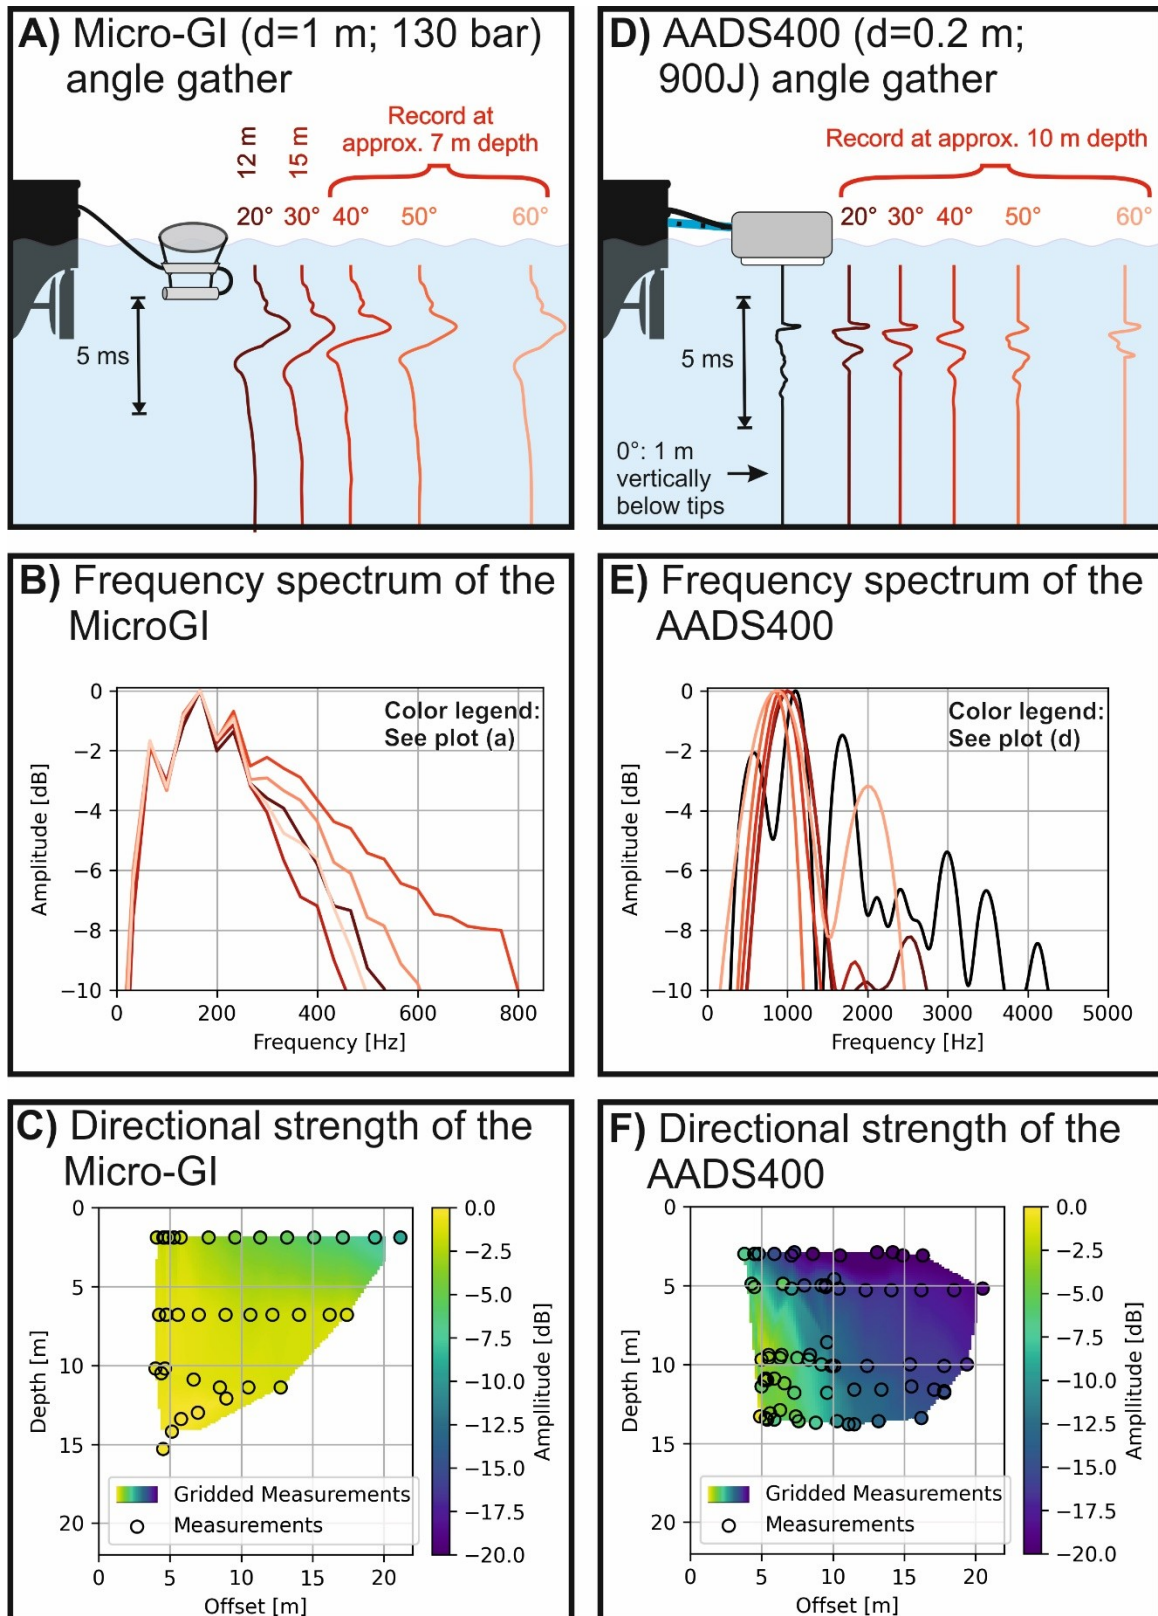 A) Micro-GI (d=1 m; 130 bar)
angle gather
Record at
approx. 7 m depth
12 m
15 m
20° 30° 40° 50° 60°
5 ms
D) AADS400 (d=0.2 m;
900J) angle gather
Record at approx. 10 m depth
20° 30° 40° 50° 60°
5 ms
0°: 1 m
vertically
below tips
B) Frequency spectrum of the
MicroGI
Color legend:
See plot (a)
0
−2
−4
−6
−8
−10
Amplitude [dB]
0 200 400 600 800
Frequency [Hz]
E) Frequency spectrum of the
AADS400
Color legend:
See plot (d)
0
−2
−4
−6
−8
−10
Amplitude [dB]
0 1000 2000 3000 4000 5000
Frequency [Hz]
C) Directional strength of the
Micro-GI
0
5
10
15
20
Depth [m]
Gridded Measurements
Measurements
0 5 10 15 20
Offset [m]
0.0
−2.5
−5.0
−7.5
−10.0
−12.5
−15.0
−17.5
−20.0
Ampllitude [dB]
F) Directional strength of the
AADS400
0
5
10
15
20
Depth [m]
Gridded Measurements
Measurements
0 5 10 15 20
Offset [m]
0.0
−2.5
−5.0
−7.5
−10.0
−12.5
−15.0
−17.5
−20.0
Ampllitude [dB]